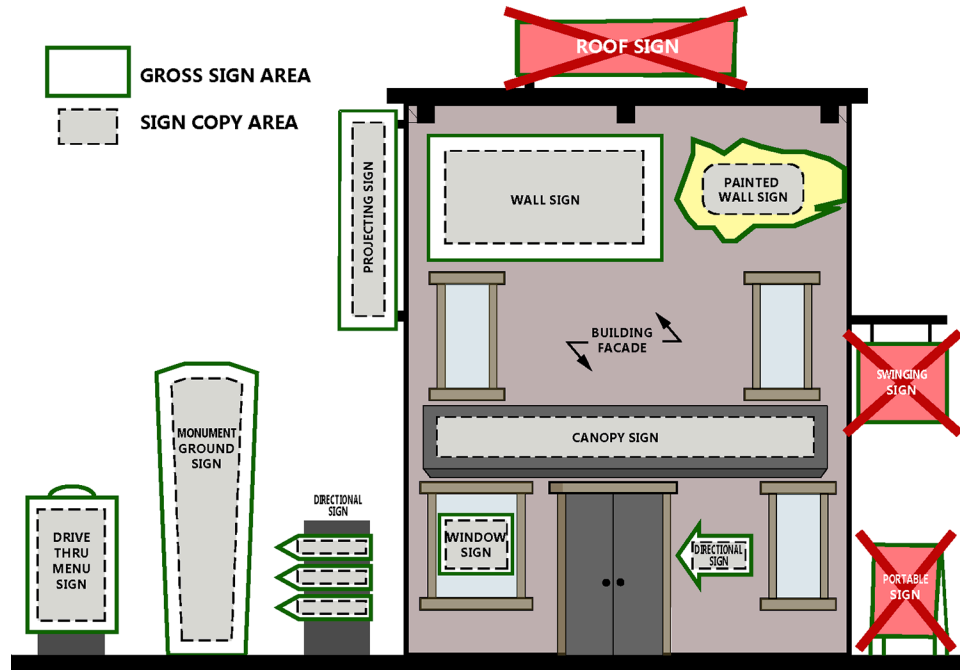 ROOF SIGN
GROSS SIGN AREA
SIGN COPY AREA
PROJECTING SIGN
WALL SIGN
PAINTED
WALL SIGN
BUILDING
FACADE
SWINGING
SIGN
CANOPY SIGN
MONUMENT
GROUND
SIGN
DIRECTIONAL
SIGN
DRIVE
THRU
MENU
SIGN
WINDOW
SIGN
DIRECTIONAL
SIGN
PORTABLE
SIGN